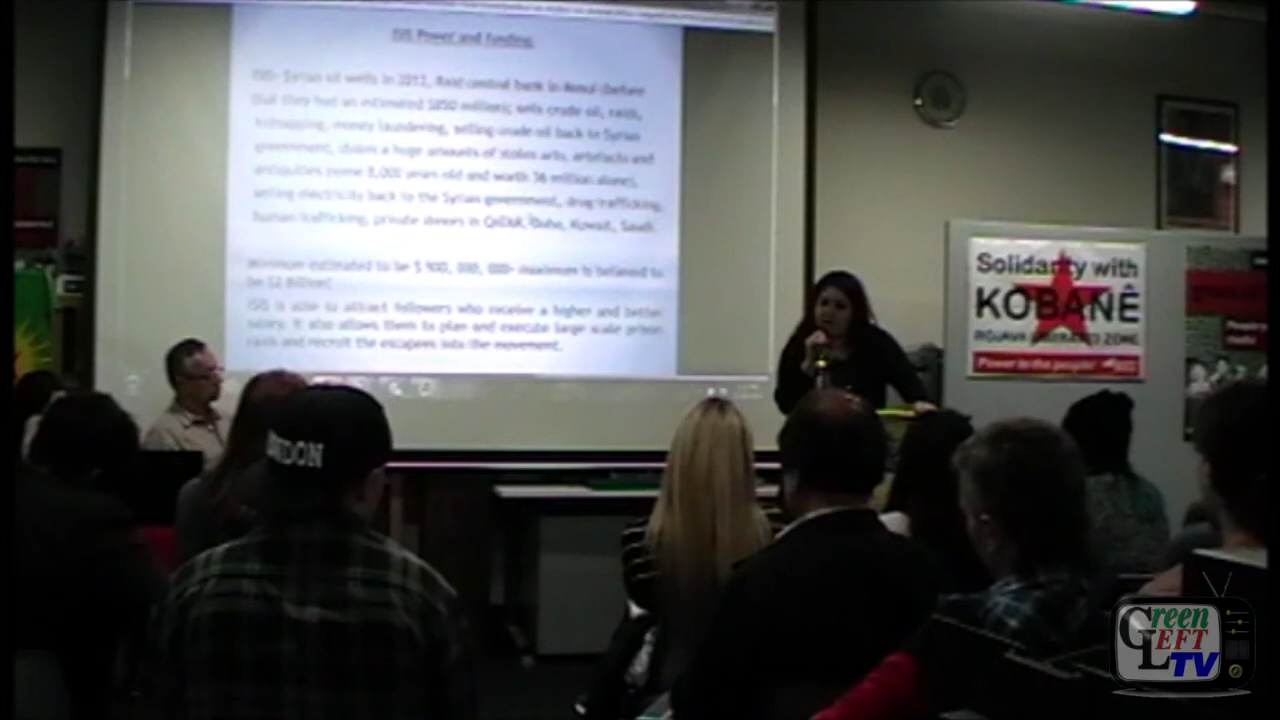 ISIS Power and Funding
ISIS- Syrian oil wells in 2012, Raid central bank in Mosul (before
that they had an estimated $850 million); sells crude oil, raids,
kidnapping, money laundering, selling crude oil back to Syrian
government, stolen a huge amounts of stolen arts, artefacts and
antiquities (some 8,000 years old and worth 36 million alone),
selling electricity back to the Syrian government, drug trafficking,
human trafficking, private donors in Qatar, Doha, Kuwait, Saudi.
Minimum estimated to be $ 900, 000, 000- maximum is believed to
be $2 Billion!
ISIS is able to attract followers who receive a higher and better
salary. It also allows them to plan and execute large scale prison
raids and recruit the escapees into the movement.
Solidarity with
KOBANÊ
ROJAVA LIBERATED ZONE
Power to the people!
NDON
Green
LEFT
TV